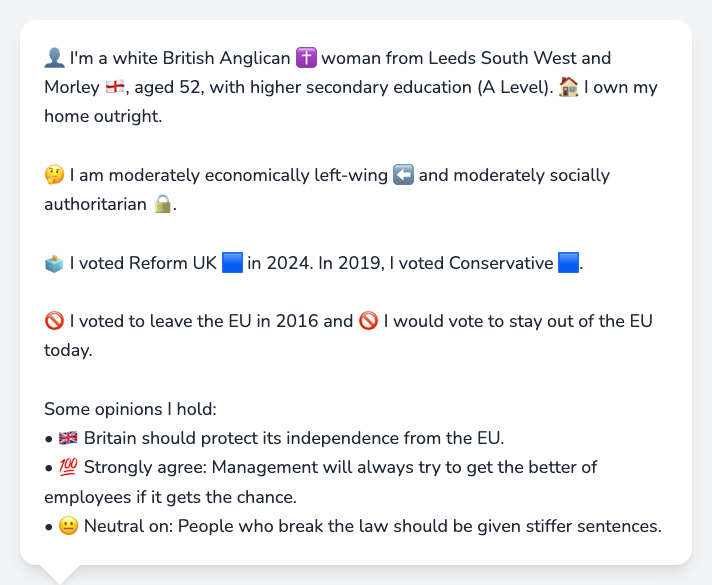 👤 I'm a white British Anglican ✝️ woman from Leeds South West and
Morley 🏴󠁧󠁢󠁥󠁮󠁧󠁿, aged 52, with higher secondary education (A Level). 🏠 I own my
home outright.
🤔 I am moderately economically left-wing ⬅️ and moderately socially
authoritarian 🔒.
🗳️ I voted Reform UK 🟦 in 2024. In 2019, I voted Conservative 🟦.
🚫 I voted to leave the EU in 2016 and 🚫 I would vote to stay out of the EU
today.
Some opinions I hold:
• 🇬🇧 Britain should protect its independence from the EU.
• 💯 Strongly agree: Management will always try to get the better of
employees if it gets the chance.
• 😐 Neutral on: People who break the law should be given stiffer sentences.